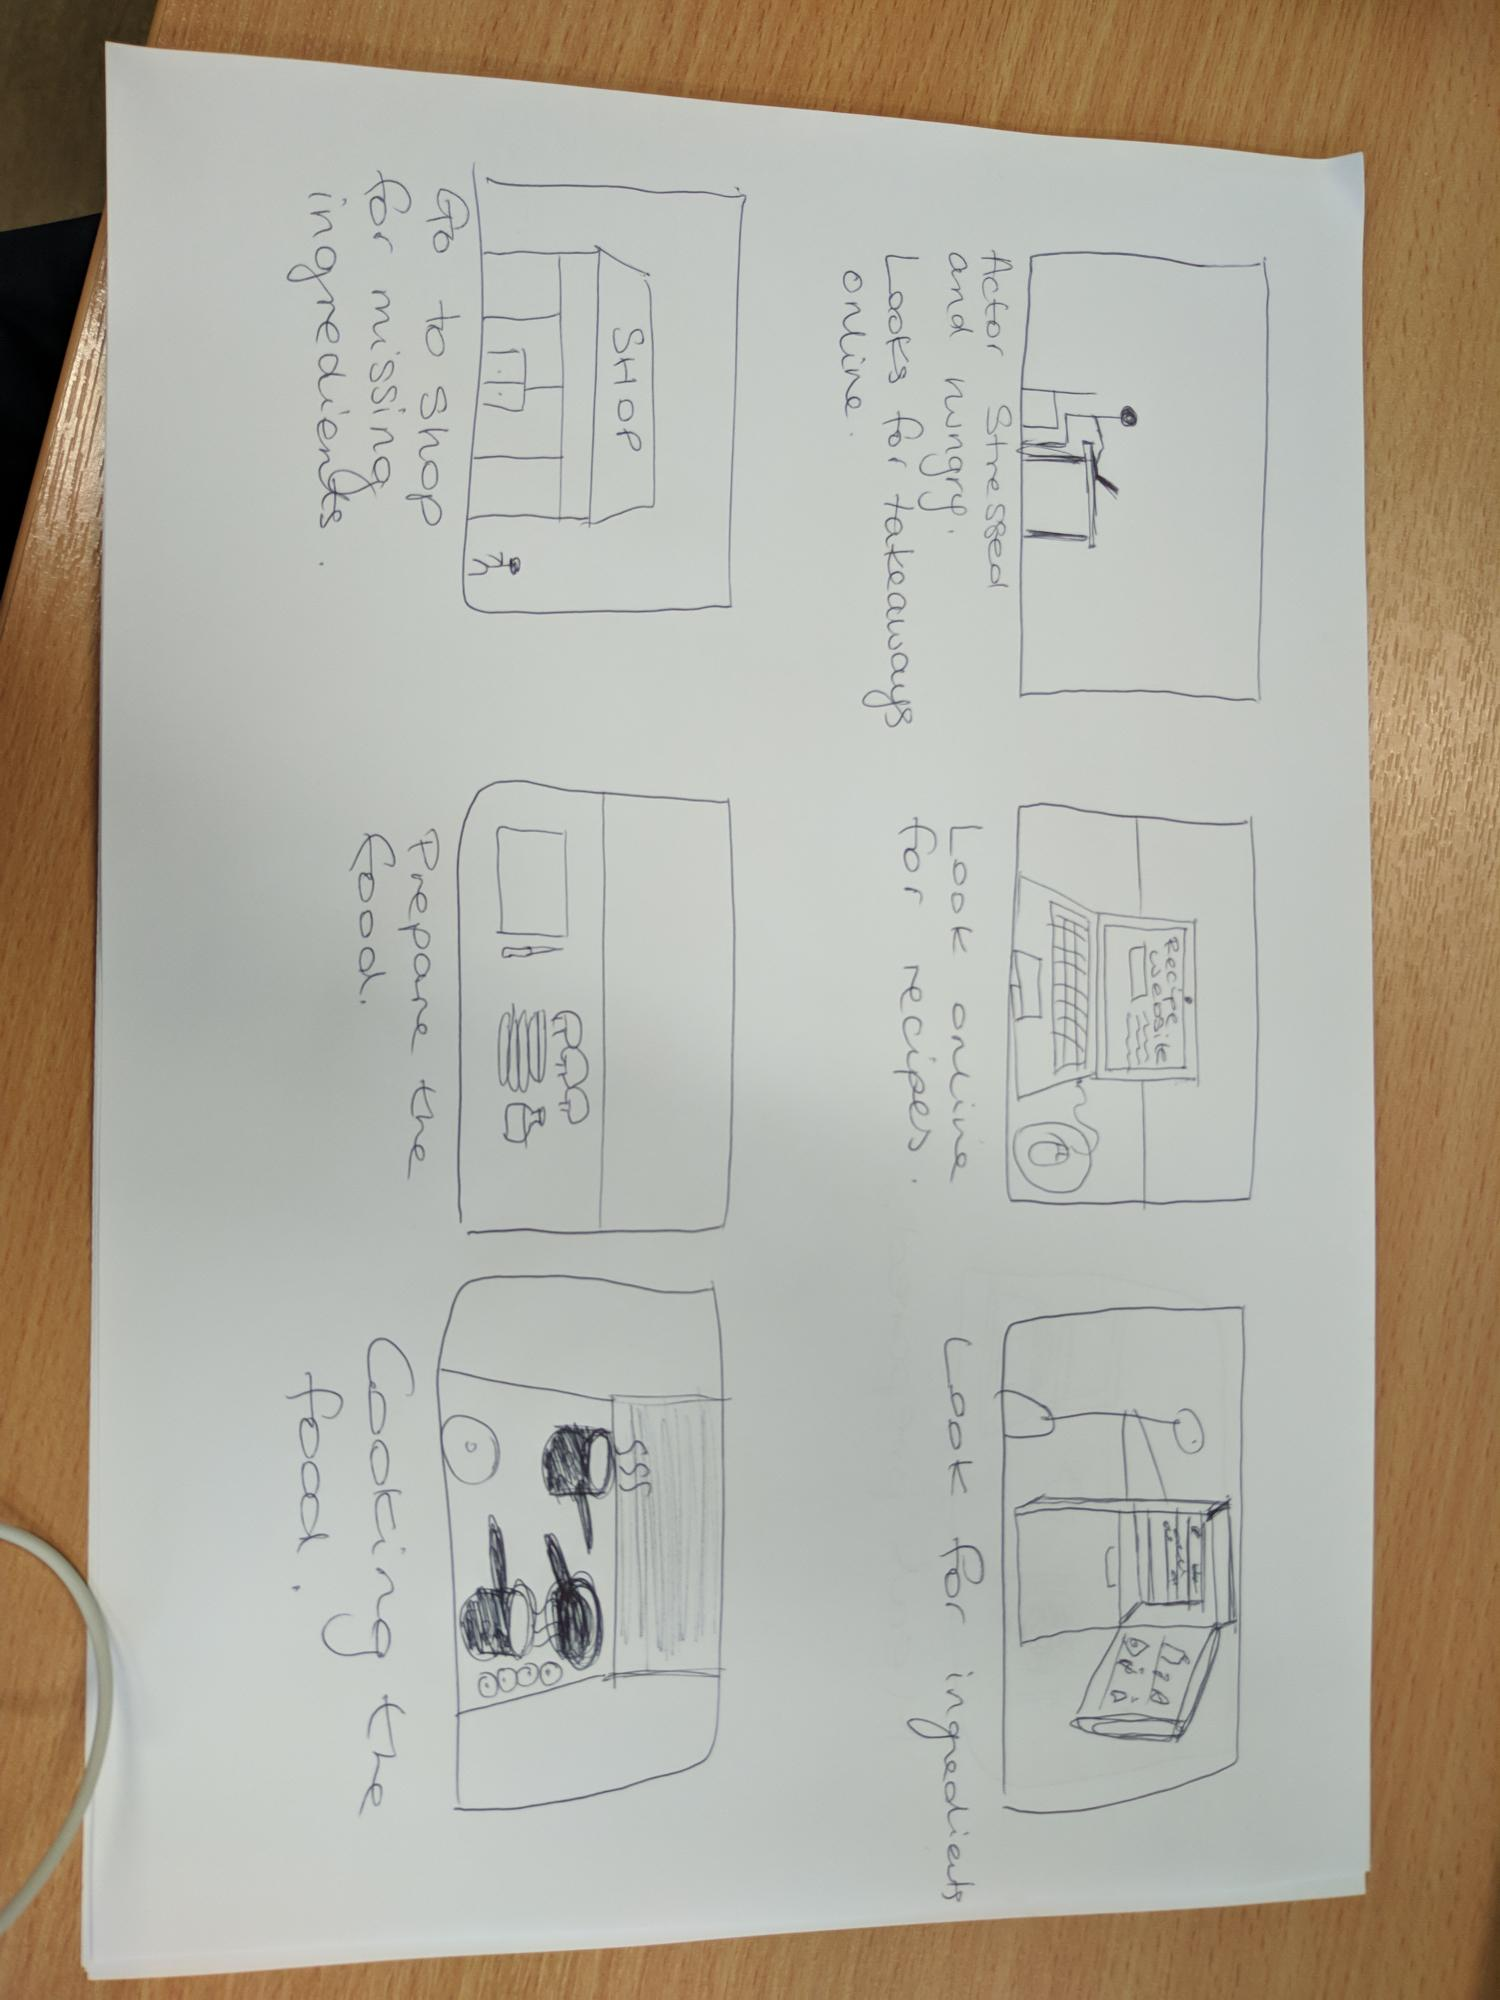 Actor Stressed
and hungry.
Looks for takeaways
online.
Recipe
Website
Look online
for recipes.
Look for ingredients
SHOP
Go to shop
for missing
ingredients.
Prepare the
food.
Cooking the
food.